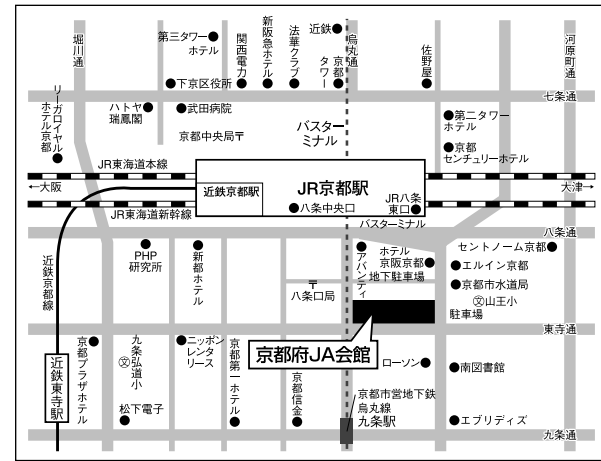 堀川通
第三タワー
ホテル
関西電力
新阪急ホテル
法華クラブ
近鉄
京都
タワー
烏丸通
佐野屋
河原町通
下京区役所
七条通
リーガロイヤル
ホテル京都
ハトヤ
瑞鳳閣
武田病院
京都中央局〒
バスター
ミナル
第二タワー
ホテル
京都
センチュリーホテル
JR東海道本線
←大阪
近鉄京都駅
JR京都駅
八条中央口
JR八条
東口
大津→
JR東海道新幹線
バスターミナル
八条通
近鉄京都線
PHP
研究所
新都ホテル
〒
八条口局
アバンティ
ホテル
京阪京都
地下駐車場
セントノーム京都
エルイン京都
京都市水道局
文山王小
駐車場
東寺通
近鉄東寺駅
京都プラザホテル
九条弘道小
文
松下電子
ニッポン
レンタ
リース
京都第一ホテル
京都府JA会館
京都信金
ローソン
南図書館
京都市営地下鉄
烏丸線
九条駅
エブリディズ
九条通